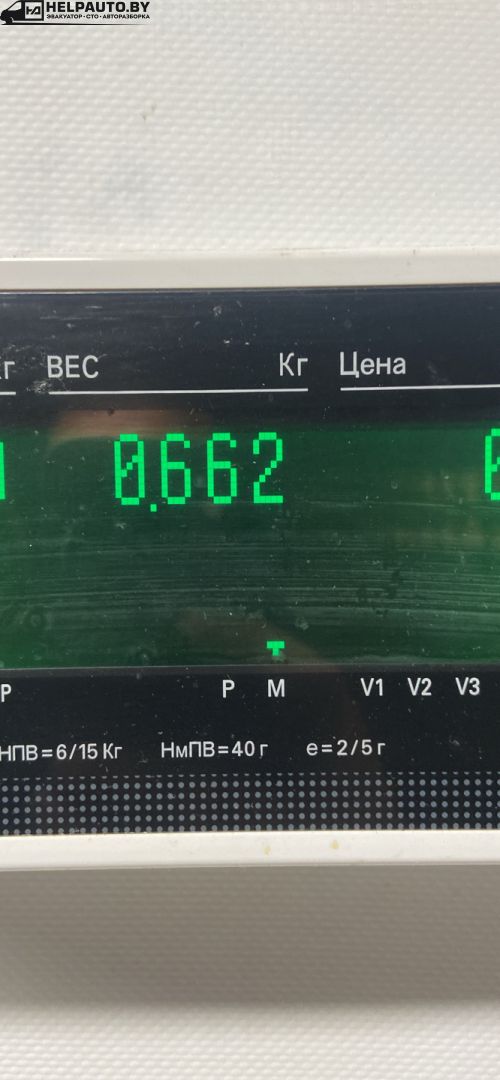 HELPAUTO.BY
ЭВАКУАТОР•СТО•АВТОРАЗБОРКА
ВЕС Кг Цена
0.662
P M V1 V2 V3
НПВ=6/15 Кг НмПВ=40 г e=2/5 г